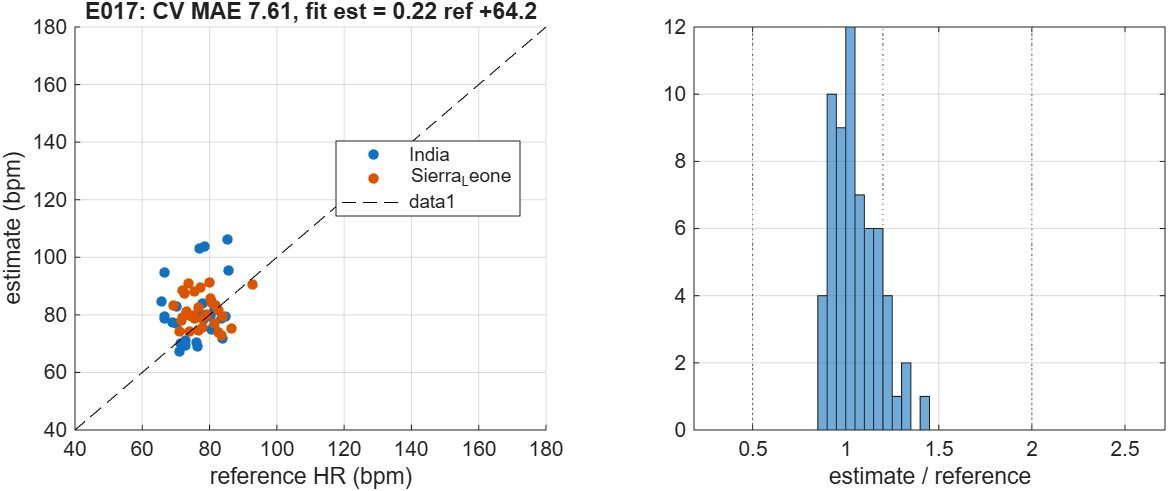 E017: CV MAE 7.61, fit est = 0.22 ref +64.2
180
160
140
120
100
80
60
40
40 60 80 100 120 140 160 180
estimate (bpm)
reference HR (bpm)
India
Sierra_Leone
data1
12
10
8
6
4
2
0
0.5 1 1.5 2 2.5
estimate / reference